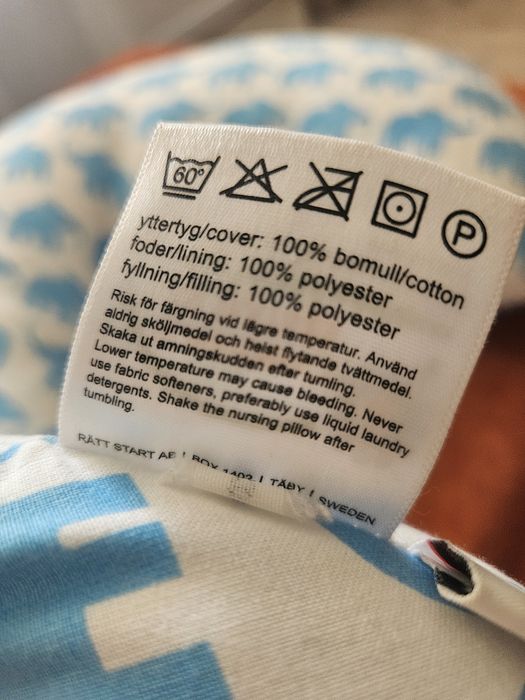 60°
P
yttertyg/cover: 100% bomull/cotton
foder/lining: 100% polyester
fyllning/filling: 100% polyester
Risk för färgning vid lägre temperatur. Använd
aldrig sköljmedel och helst flytande tvättmedel.
Skaka ut amningskudden efter tumling.
Lower temperature may cause bleeding. Never
use fabric softeners, preferably use liquid laundry
detergents. Shake the nursing pillow after
tumbling.
RÄTT START AB | BOX 1403 | TÄBY | SWEDEN